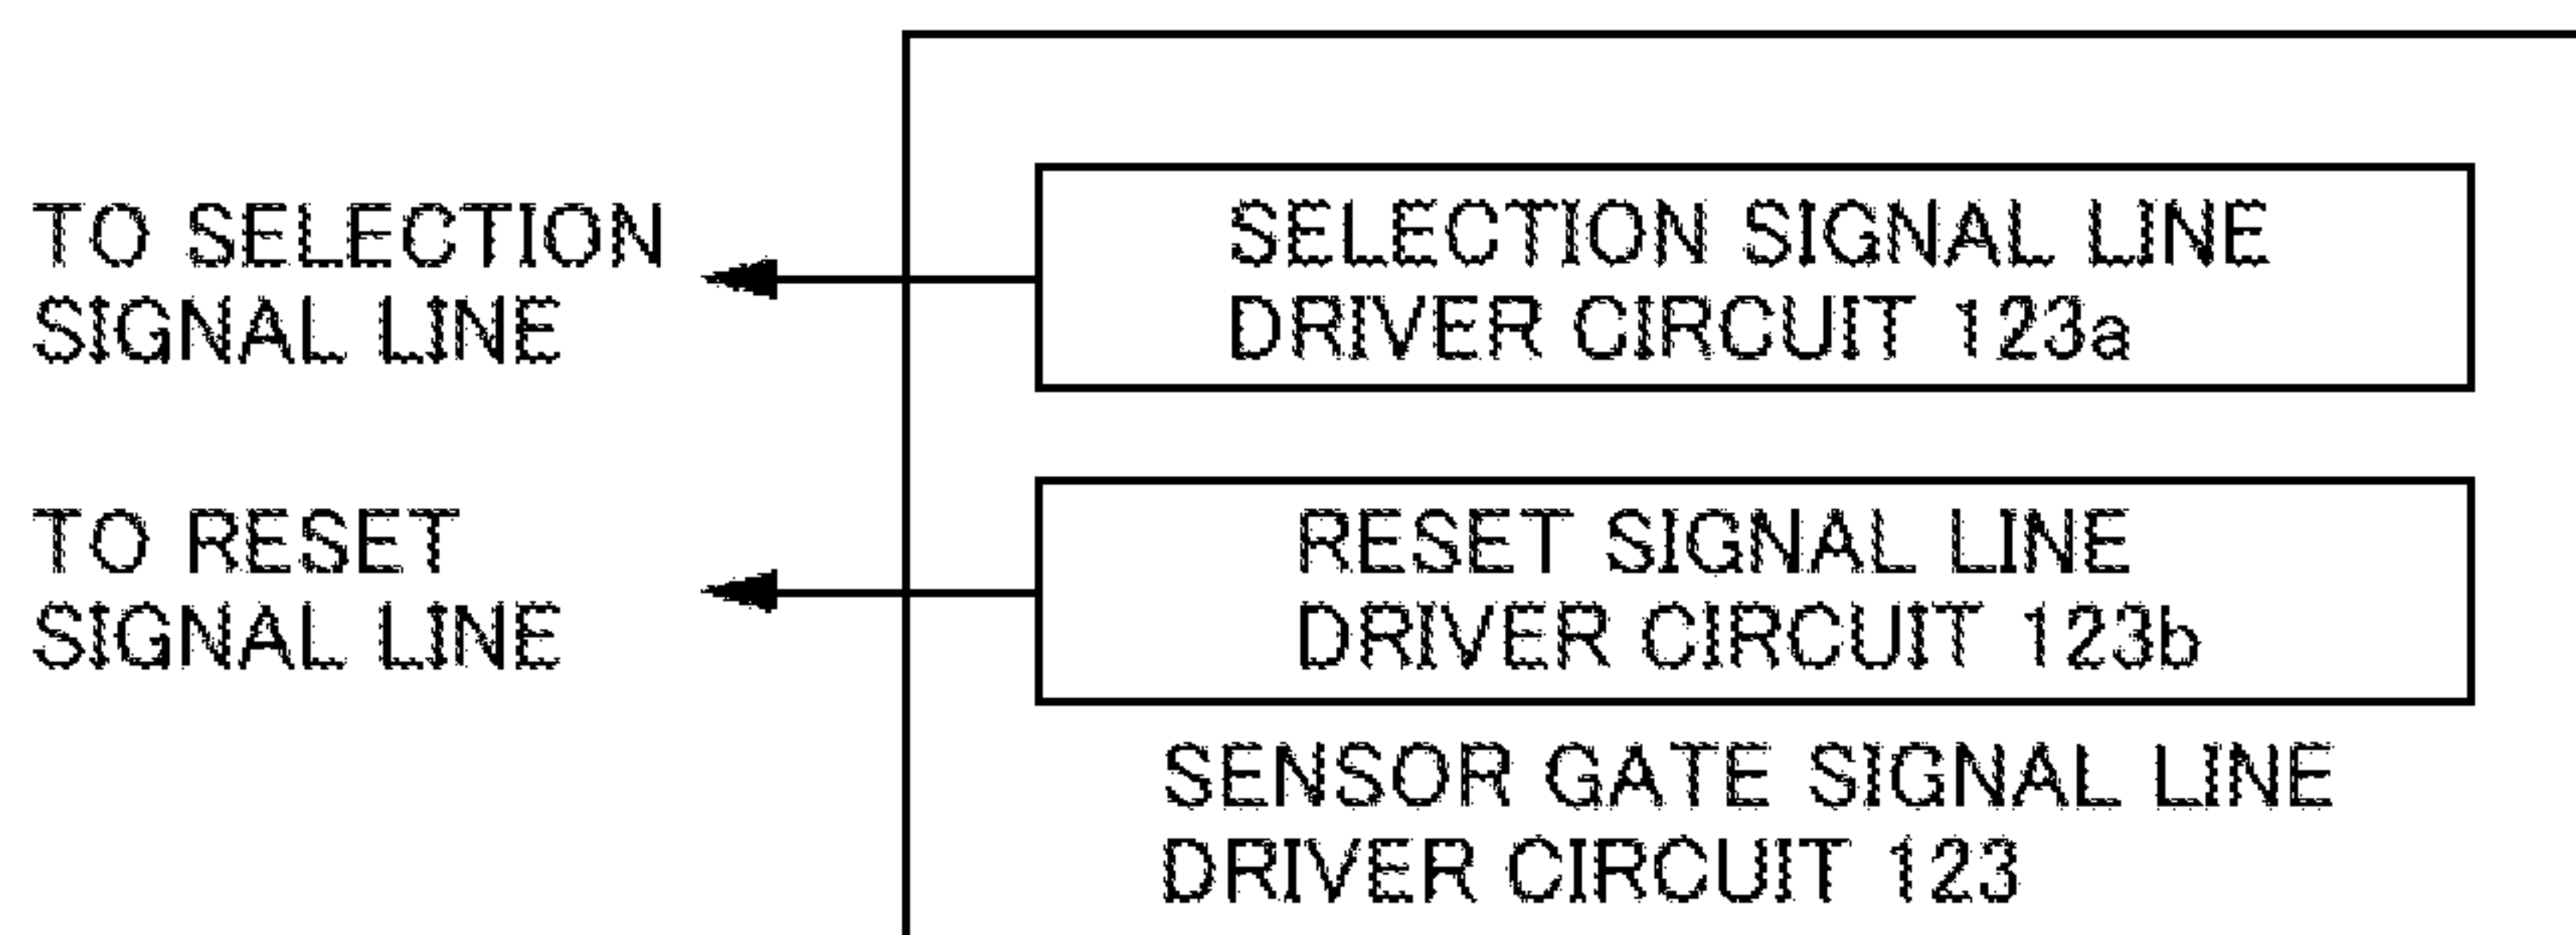 TO SELECTION
SIGNAL LINE
SELECTION SIGNAL LINE
DRIVER CIRCUIT 123a
TO RESET
SIGNAL LINE
RESET SIGNAL LINE
DRIVER CIRCUIT 123b
SENSOR GATE SIGNAL LINE
DRIVER CIRCUIT 123